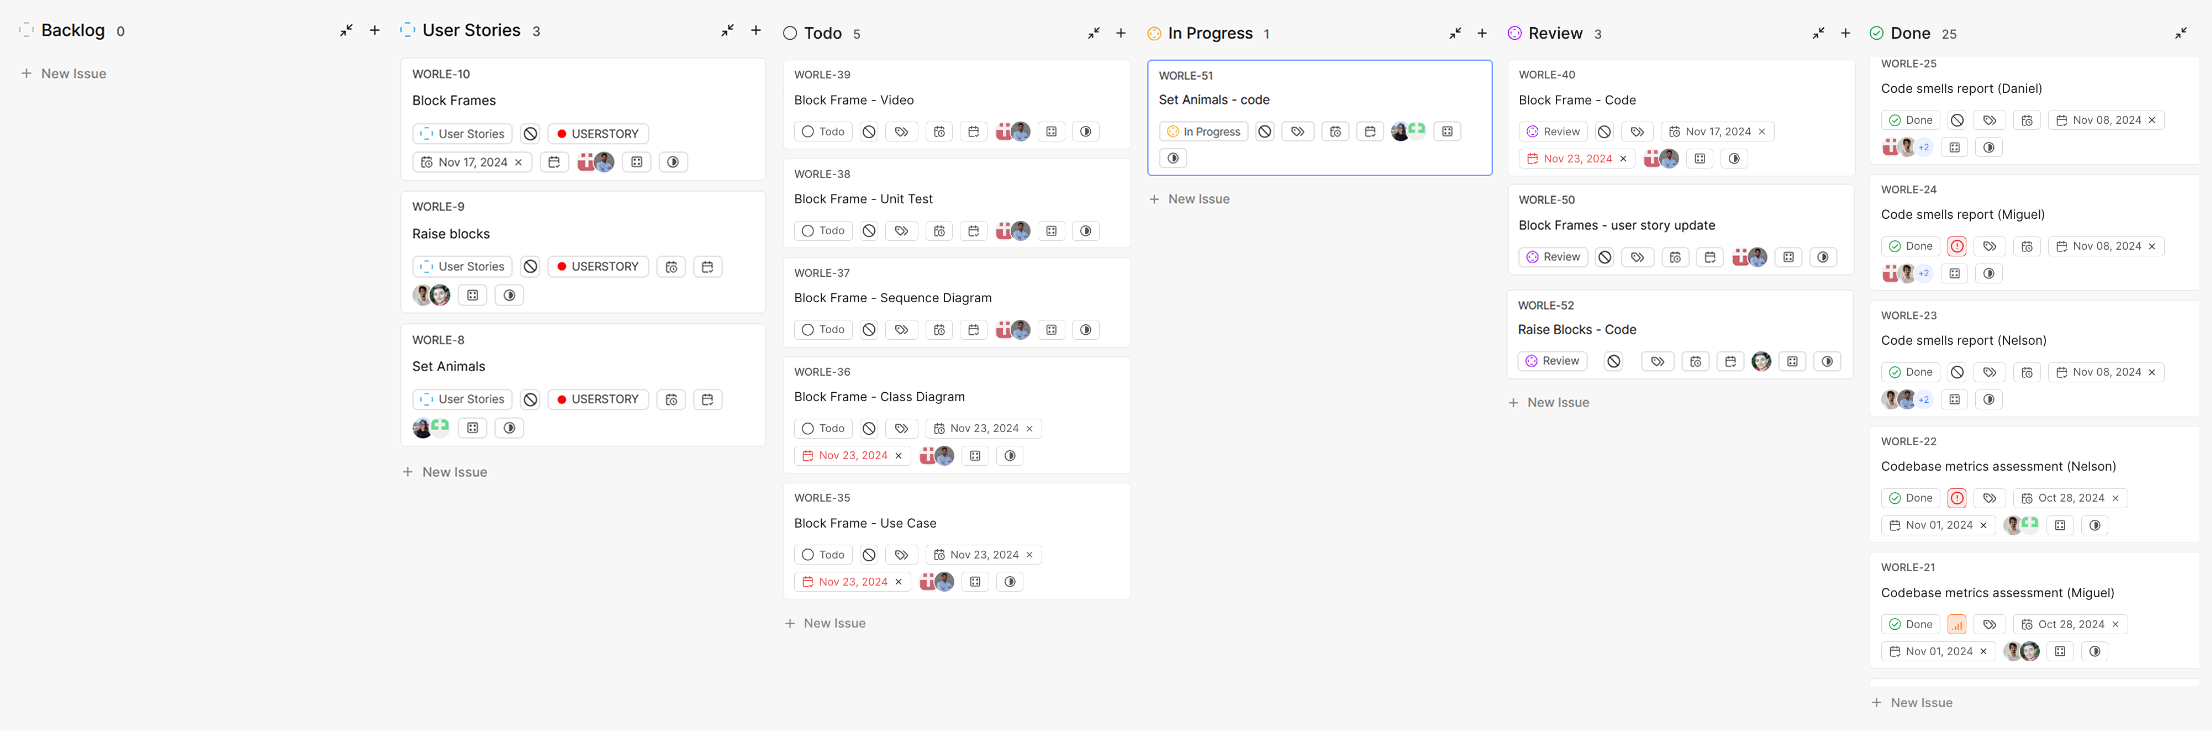 Backlog 0
New Issue
User Stories 3
WORLE-10
Block Frames
User Stories USERSTORY
Nov 17, 2024 ×
WORLE-9
Raise blocks
User Stories USERSTORY
WORLE-8
Set Animals
User Stories USERSTORY
New Issue
Todo 5
WORLE-39
Block Frame - Video
Todo
WORLE-38
Block Frame - Unit Test
Todo
WORLE-37
Block Frame - Sequence Diagram
Todo
WORLE-36
Block Frame - Class Diagram
Todo Nov 23, 2024 ×
Nov 23, 2024 ×
WORLE-35
Block Frame - Use Case
Todo Nov 23, 2024 ×
Nov 23, 2024 ×
New Issue
In Progress 1
WORLE-51
Set Animals - code
In Progress
New Issue
Review 3
WORLE-40
Block Frame - Code
Review Nov 17, 2024 ×
Nov 23, 2024 ×
WORLE-50
Block Frames - user story update
Review
WORLE-52
Raise Blocks - Code
Review
New Issue
Done 25
WORLE-25
Code smells report (Daniel)
Done Nov 08, 2024 ×
+2
WORLE-24
Code smells report (Miguel)
Done Nov 08, 2024 ×
+2
WORLE-23
Code smells report (Nelson)
Done Nov 08, 2024 ×
+2
WORLE-22
Codebase metrics assessment (Nelson)
Done Oct 28, 2024 ×
Nov 01, 2024 ×
WORLE-21
Codebase metrics assessment (Miguel)
Done Oct 28, 2024 ×
Nov 01, 2024 ×
New Issue